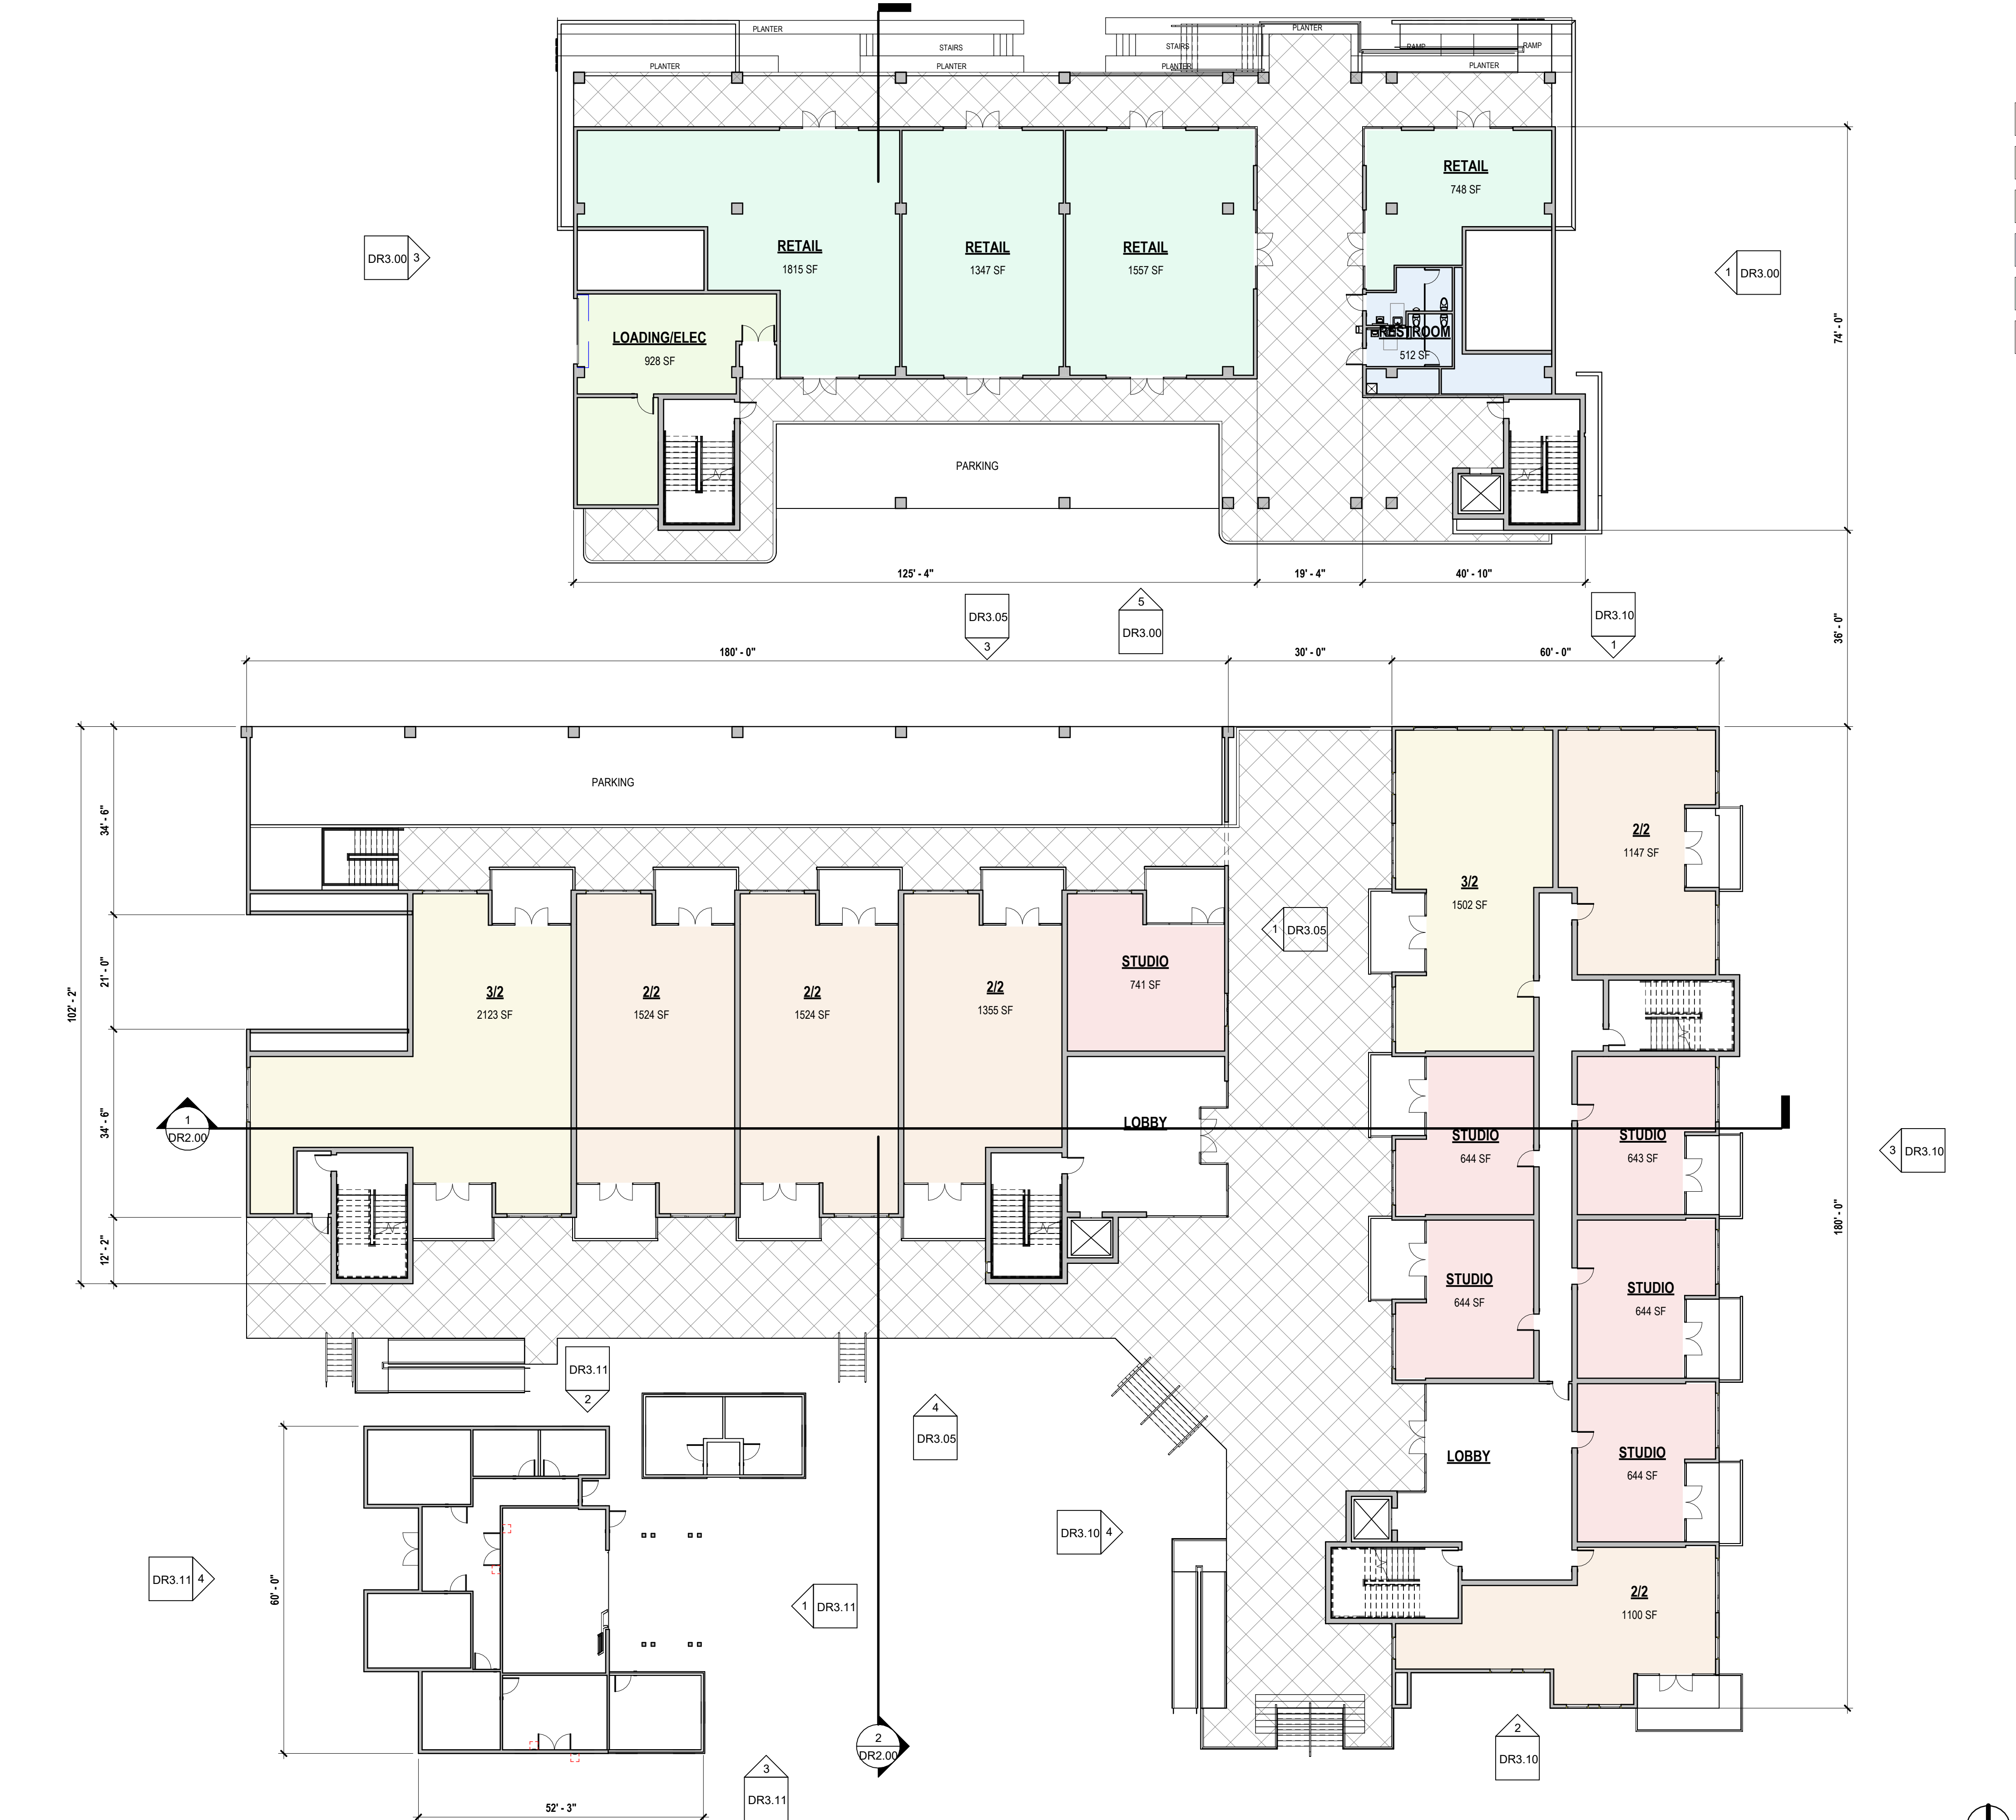 PLANTER
PLANTER
STAIRS
STAIRS
RAMP
RAMP
PLANTER
PLANTER
PLANTER
PLANTER
RETAIL
748 SF
RETAIL
1815 SF
RETAIL
1347 SF
RETAIL
1557 SF
DR3.00 3
1 DR3.00
LOADING/ELEC
928 SF
RESTROOM
512 SF
74' - 0"
PARKING
125' - 4"
19' - 4"
40' - 10"
DR3.05
3
5
DR3.00
DR3.10
1
36' - 0"
180' - 0"
30' - 0"
60' - 0"
PARKING
34' - 6"
2/2
1147 SF
3/2
1502 SF
1 DR3.05
STUDIO
741 SF
3/2
2123 SF
2/2
1524 SF
2/2
1524 SF
2/2
1355 SF
21' - 0"
102' - 2"
34' - 6"
1
DR2.00
LOBBY
STUDIO
644 SF
STUDIO
643 SF
3 DR3.10
180' - 0"
12' - 2"
STUDIO
644 SF
STUDIO
644 SF
DR3.11
2
4
DR3.05
LOBBY
STUDIO
644 SF
DR3.10 4
DR3.11 4
60' - 0"
1 DR3.11
2/2
1100 SF
2
DR2.00
2
DR3.10
3
DR3.11
52' - 3"